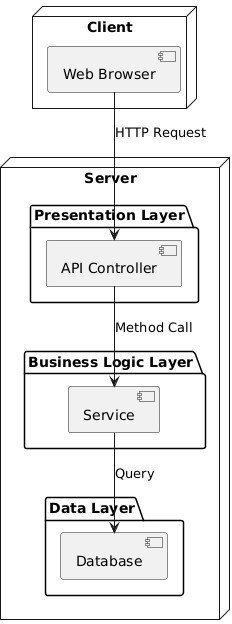 Client
Web Browser
HTTP Request
Server
Presentation Layer
API Controller
Method Call
Business Logic Layer
Service
Query
Data Layer
Database